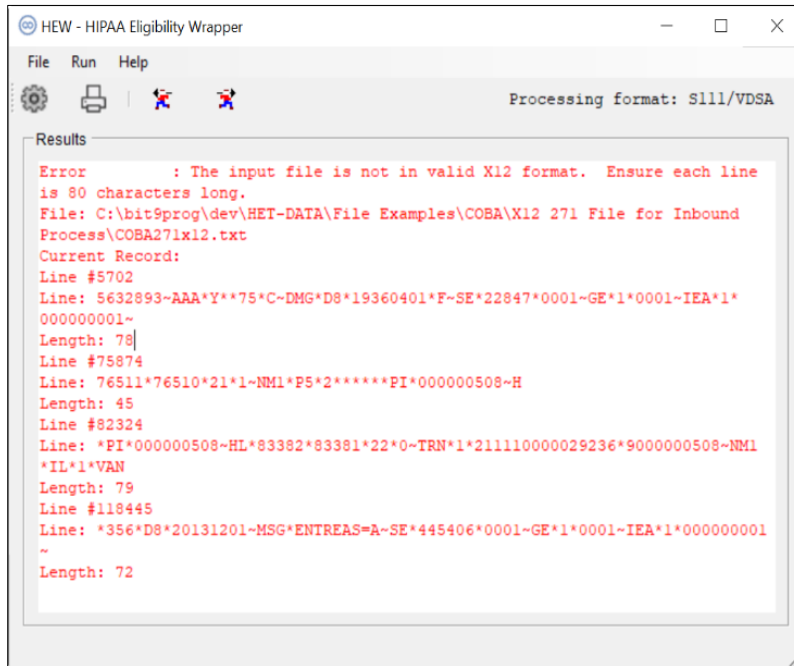 HEW - HIPAA Eligibility Wrapper
File Run Help
Processing format: S111/VDSA
Results
Error : The input file is not in valid X12 format. Ensure each line
is 80 characters long.
File: C:\bit9prog\dev\HET-DATA\File Examples\COBA\X12 271 File for Inbound
Process\COBA271x12.txt
Current Record:
Line #5702
Line: 5632893~AAA*Y**75*C~DMG*D8*19360401*F~SE*22847*0001~GE*1*0001~IEA*1*
000000001~
Length: 78
Line #75874
Line: 76511*76510*21*1~NM1*P5*2******PI*000000508~H
Length: 45
Line #82324
Line: *PI*000000508~HL*83382*83381*22*0~TRN*1*211110000029236*9000000508~NM1
*IL*1*VAN
Length: 79
Line #118445
Line: *356*D8*20131201~MSG*ENTREAS=A~SE*445406*0001~GE*1*0001~IEA*1*000000001
~
Length: 72